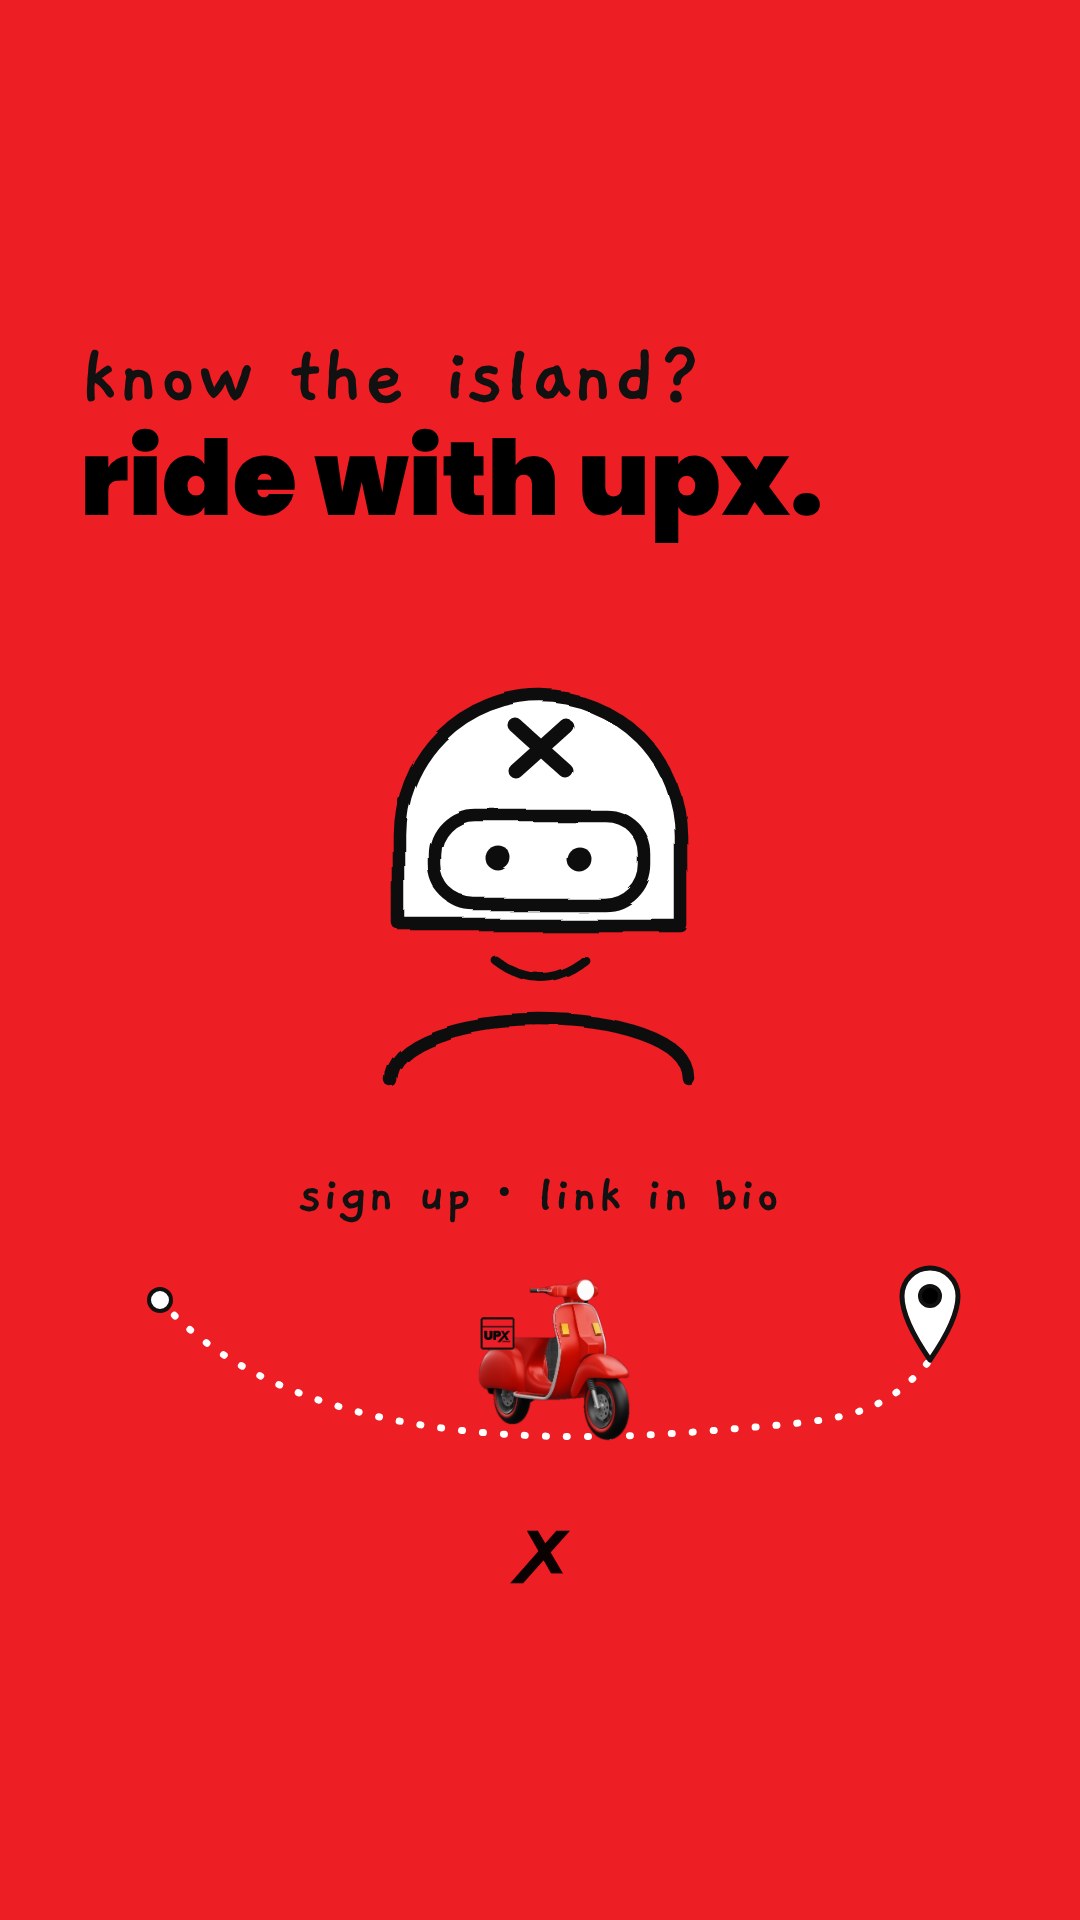 know the island?
ride with upx.
X
sign up • link in bio
UPX
X